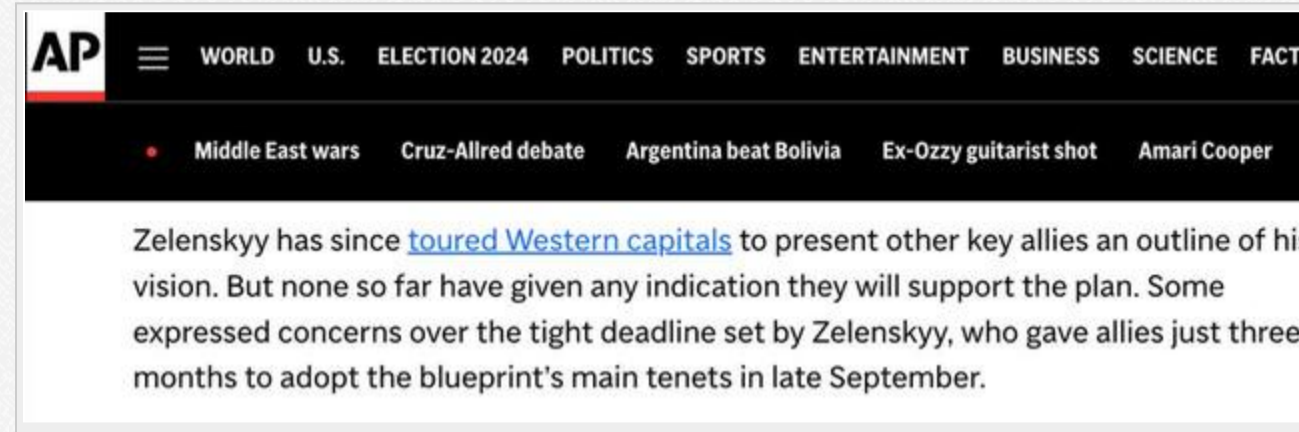 AP WORLD U.S. ELECTION 2024 POLITICS SPORTS ENTERTAINMENT BUSINESS SCIENCE FACT
Middle East wars Cruz-Allred debate Argentina beat Bolivia Ex-Ozzy guitarist shot Amari Cooper
Zelenskyy has since toured Western capitals to present other key allies an outline of hi
vision. But none so far have given any indication they will support the plan. Some
expressed concerns over the tight deadline set by Zelenskyy, who gave allies just three
months to adopt the blueprint’s main tenets in late September.